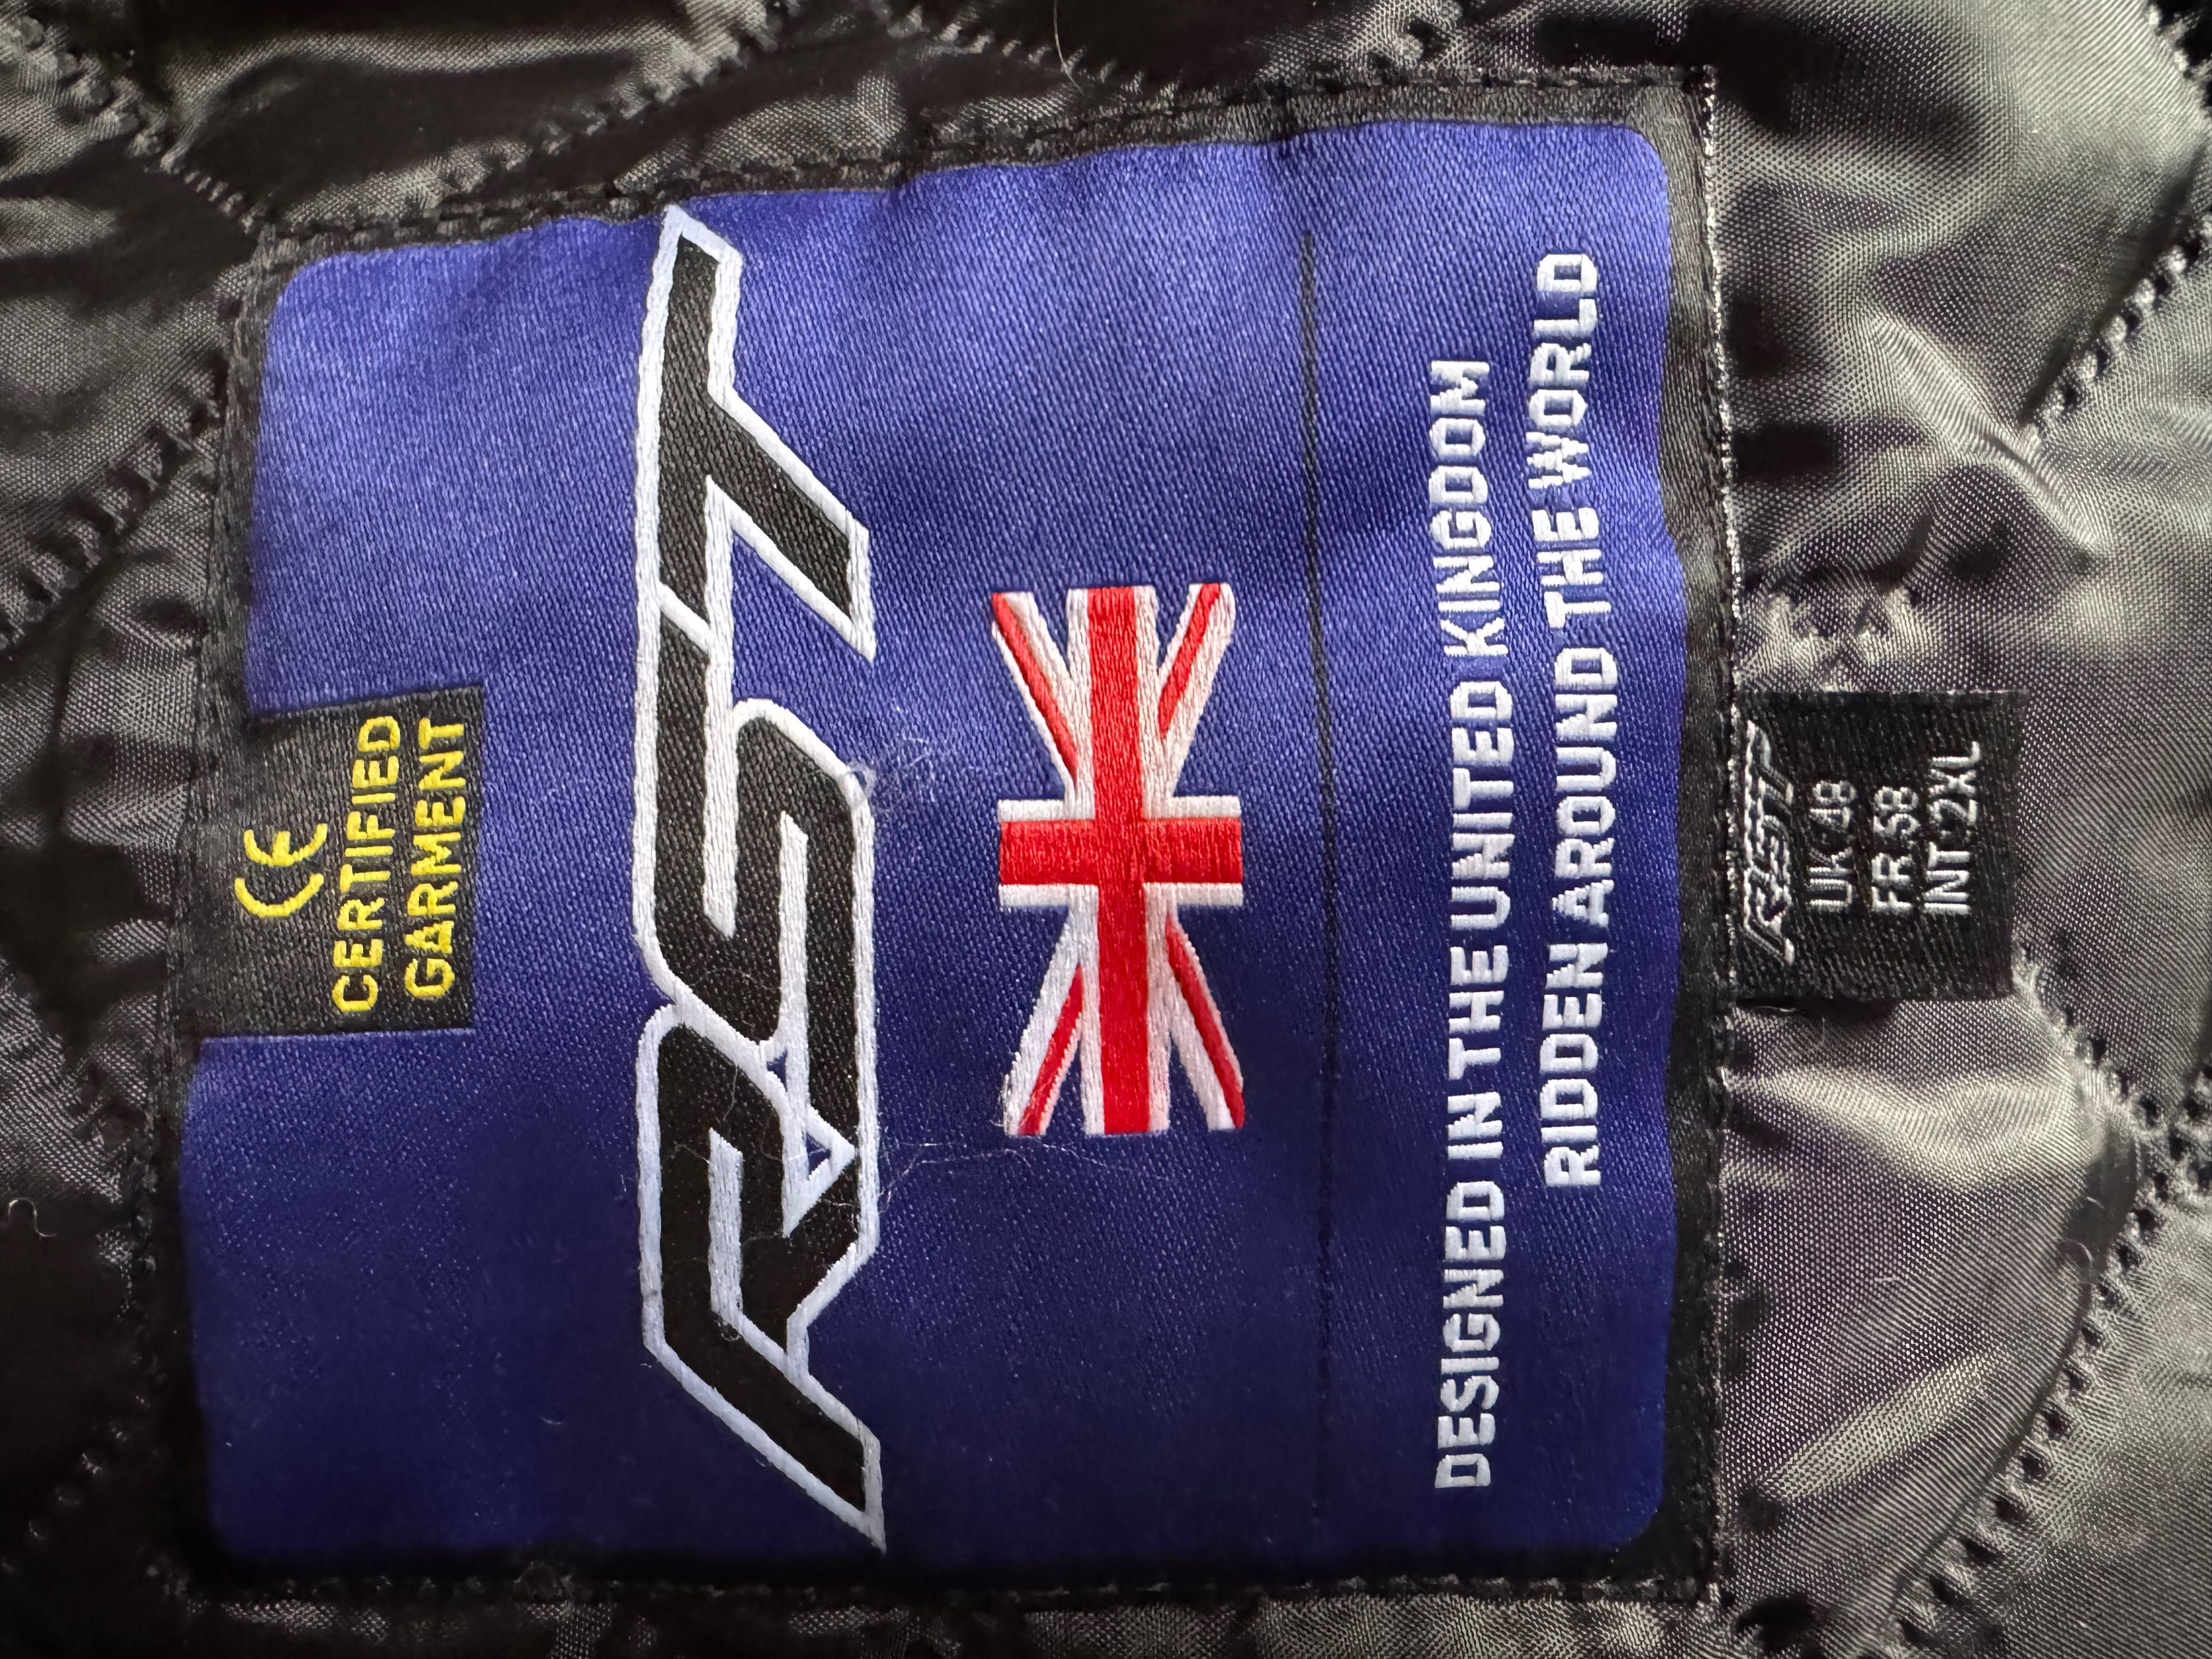 CE
CERTIFIED
GARMENT
RST
DESIGNED IN THE UNITED KINGDOM
RIDDEN AROUND THE WORLD
RST
UK 48
FR.58
INT 2XL